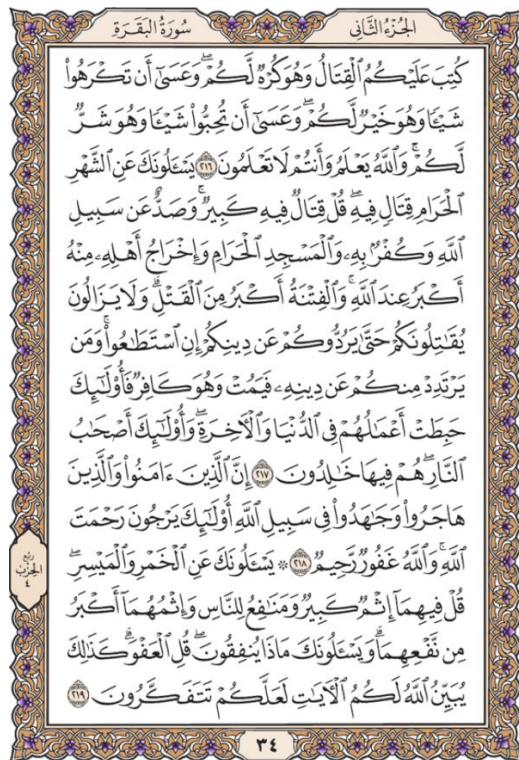 الجُزْءُ الثَّانِي
سُورَةُ البَقَرَةِ
كُتِبَ عَلَيْكُمُ ٱلْقِتَالُ وَهُوَ كُرْهٌ لَّكُمْ ۖ وَعَسَىٰٓ أَن تَكْرَهُوا۟
شَيْـًٔا وَهُوَ خَيْرٌ لَّكُمْ ۖ وَعَسَىٰٓ أَن تُحِبُّوا۟ شَيْـًٔا وَهُوَ شَرٌّ
لَّكُمْ ۗ وَٱللَّهُ يَعْلَمُ وَأَنتُمْ لَا تَعْلَمُونَ ٢١٦ يَسْـَٔلُونَكَ عَنِ ٱلشَّهْرِ
ٱلْحَرَامِ قِتَالٍ فِيهِ ۖ قُلْ قِتَالٌ فِيهِ كَبِيرٌ ۖ وَصَدٌّ عَن سَبِيلِ
ٱللَّهِ وَكُفْرٌۢ بِهِۦ وَٱلْمَسْجِدِ ٱلْحَرَامِ وَإِخْرَاجُ أَهْلِهِۦ مِنْهُ
أَكْبَرُ عِندَ ٱللَّهِ ۚ وَٱلْفِتْنَةُ أَكْبَرُ مِنَ ٱلْقَتْلِ ۗ وَلَا يَزَالُونَ
يُقَـٰتِلُونَكُمْ حَتَّىٰ يَرُدُّوكُمْ عَن دِينِكُمْ إِنِ ٱسْتَطَـٰعُوا۟ ۚ وَمَن
يَرْتَدِدْ مِنكُمْ عَن دِينِهِۦ فَيَمُتْ وَهُوَ كَافِرٌ فَأُو۟لَـٰٓئِكَ
حَبِطَتْ أَعْمَـٰلُهُمْ فِى ٱلدُّنْيَا وَٱلْـَٔاخِرَةِ ۖ وَأُو۟لَـٰٓئِكَ أَصْحَـٰبُ
ٱلنَّارِ ۖ هُمْ فِيهَا خَـٰلِدُونَ ٢١٧ إِنَّ ٱلَّذِينَ ءَامَنُوا۟ وَٱلَّذِينَ
هَاجَرُوا۟ وَجَـٰهَدُوا۟ فِى سَبِيلِ ٱللَّهِ أُو۟لَـٰٓئِكَ يَرْجُونَ رَحْمَتَ
ٱللَّهِ ۚ وَٱللَّهُ غَفُورٌ رَّحِيمٌ ٢١٨ ۞ يَسْـَٔلُونَكَ عَنِ ٱلْخَمْرِ وَٱلْمَيْسِرِ ۖ
قُلْ فِيهِمَآ إِثْمٌ كَبِيرٌ وَمَنَـٰفِعُ لِلنَّاسِ وَإِثْمُهُمَآ أَكْبَرُ
مِن نَّفْعِهِمَا ۗ وَيَسْـَٔلُونَكَ مَاذَا يُنفِقُونَ ۖ قُلِ ٱلْعَفْوَ ۗ كَذَٰلِكَ
يُبَيِّنُ ٱللَّهُ لَكُمُ ٱلْـَٔايَـٰتِ لَعَلَّكُمْ تَتَفَكَّرُونَ ٢١٩
ربع
الحزب
٤
٣٤